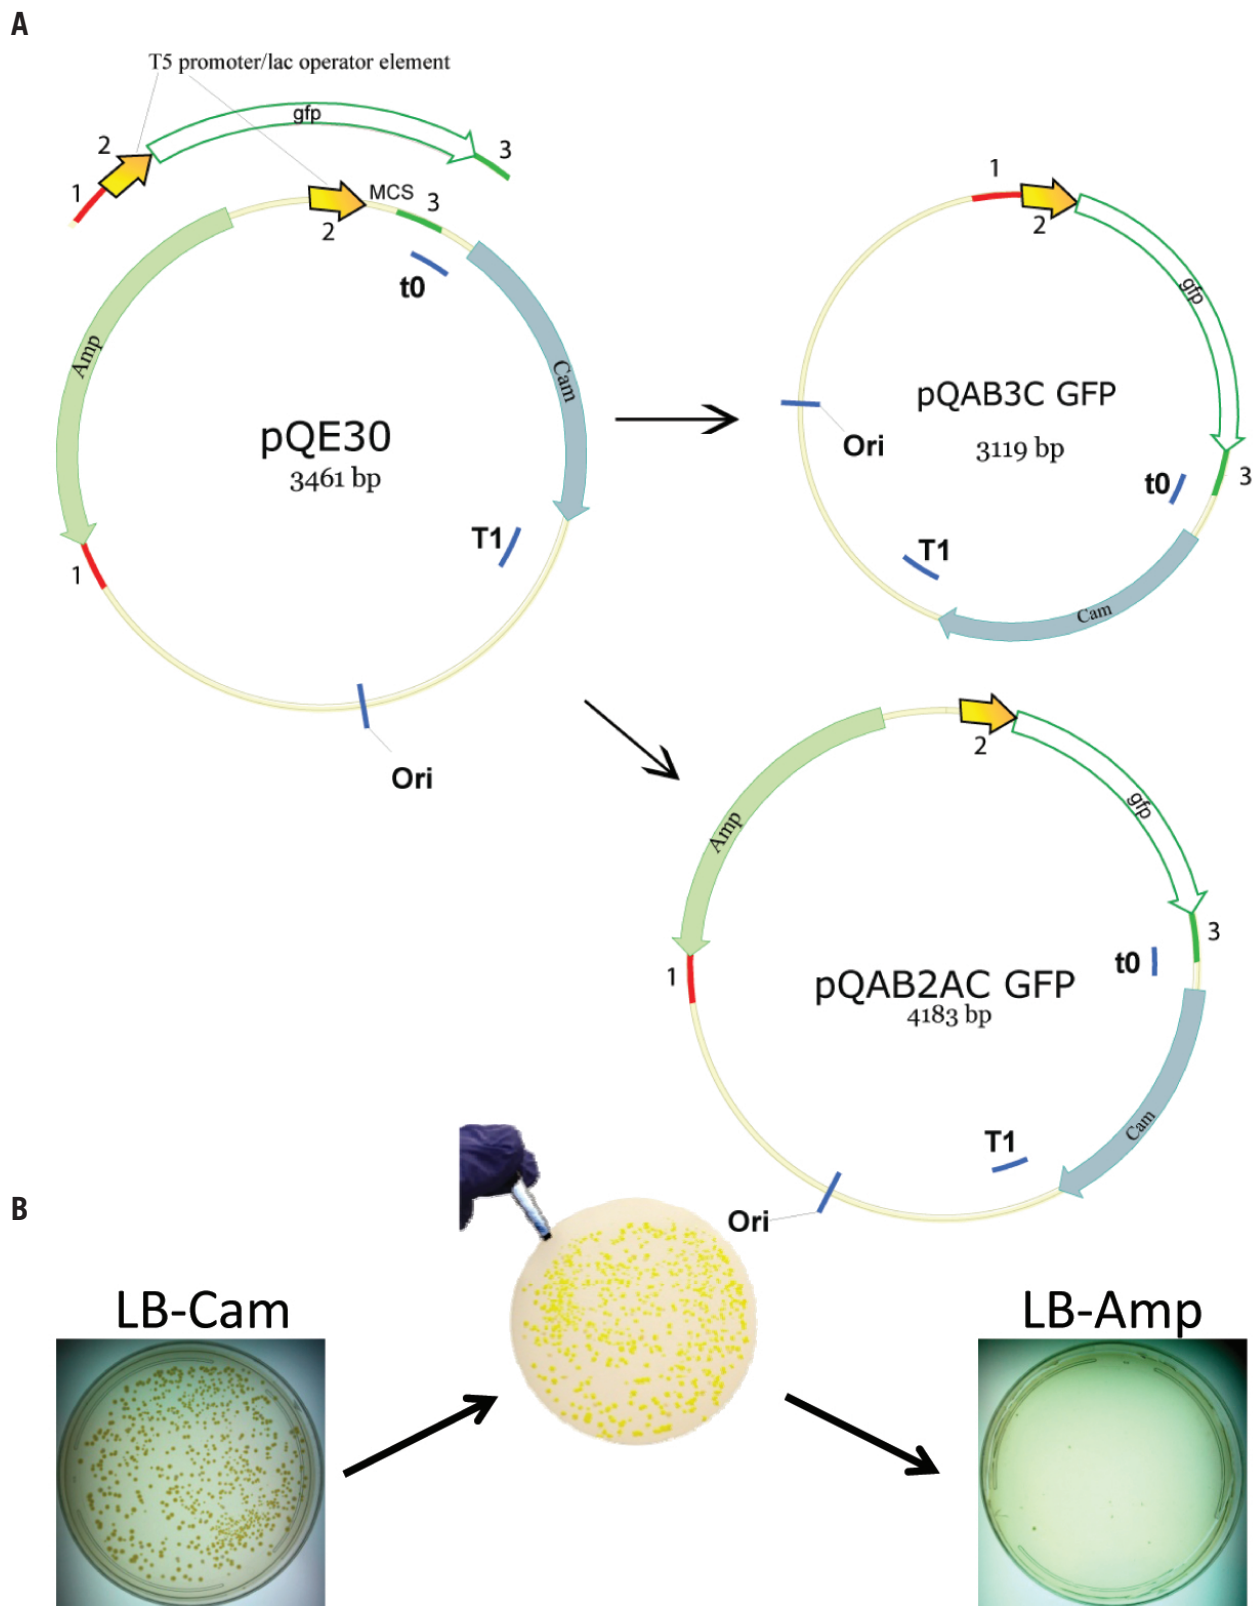 A
T5 promoter/lac operator element
gfp
2
3
1
MCS
3
2
t0
Amp
Cam
pQE30
3461 bp
T1
1
Ori
1
2
gfp
pQAB3C GFP
3119 bp
Ori
t0
3
T1
Cam
2
gfp
Amp
3
t0
1
pQAB2AC GFP
4183 bp
Cam
T1
Ori
B
LB-Cam
LB-Amp